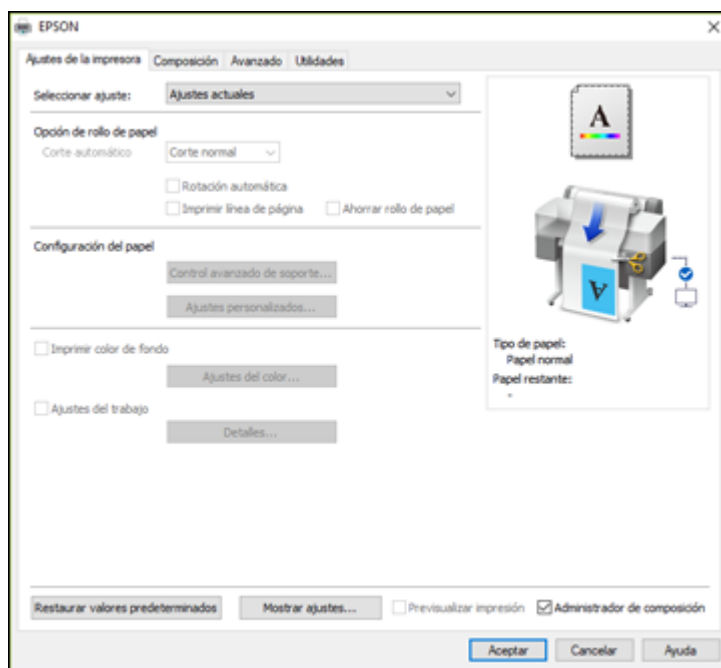 EPSON
Ajustes de la impresora Composición Avanzado Utilidades
Seleccionar ajuste: Ajustes actuales
Opción de rollo de papel
Corte automático Corte normal
Rotación automática
Imprimir línea de página Ahorrar rollo de papel
Configuración del papel
Control avanzado de soporte...
Ajustes personalizados...
Imprimir color de fondo
Ajustes del color...
Ajustes del trabajo
Detalles...
A
A
Tipo de papel:
Papel normal
Papel restante:
-
Restaurar valores predeterminados Mostrar ajustes... Previsualizar impresión Administrador de composición
Aceptar Cancelar Ayuda